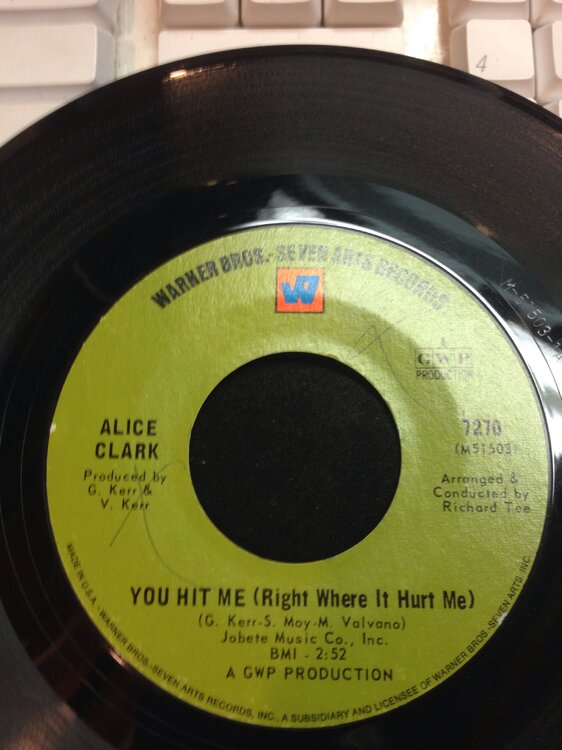 4
WARNER BROS.-SEVEN ARTS RECORDS
W7
A
GWP
PRODUCTION
M-51503-1A
ALICE
CLARK
Produced by
G. Kerr &
V. Kerr
7270
(M51503)
Arranged &
Conducted by
Richard Tee
YOU HIT ME (Right Where It Hurt Me)
(G. Kerr-S. Moy-M. Valvano)
Jobete Music Co., Inc.
BMI - 2:52
A GWP PRODUCTION
MADE IN U.S.A. - WARNER BROS.-SEVEN ARTS RECORDS, INC., A SUBSIDIARY AND LICENSEE OF WARNER BROS.-SEVEN ARTS, INC.